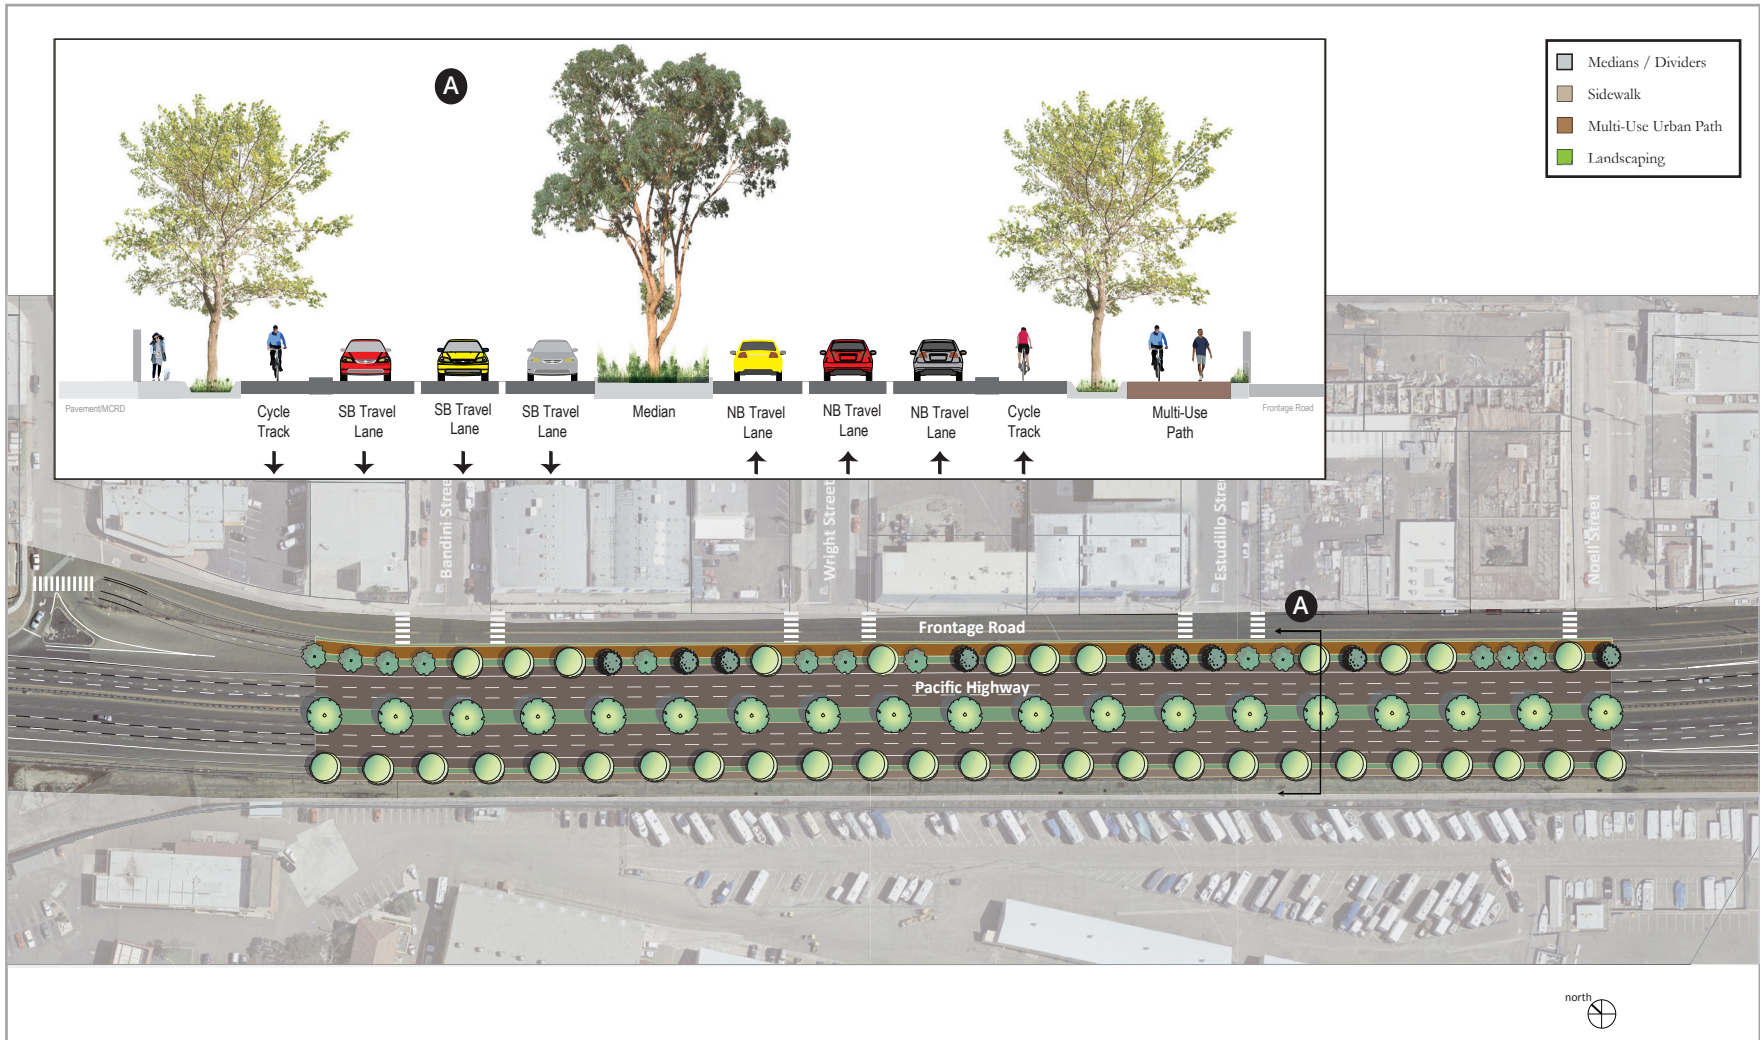 A
Medians / Dividers
Sidewalk
Multi-Use Urban Path
Landscaping
Pavement/MCRD
Cycle
Track
SB Travel
Lane
SB Travel
Lane
SB Travel
Lane
Median
NB Travel
Lane
NB Travel
Lane
NB Travel
Lane
Cycle
Track
Multi-Use
Path
Frontage Road
Bandini Street
Wright Street
Estudillo Street
Noell Street
A
Frontage Road
Pacific Highway
north